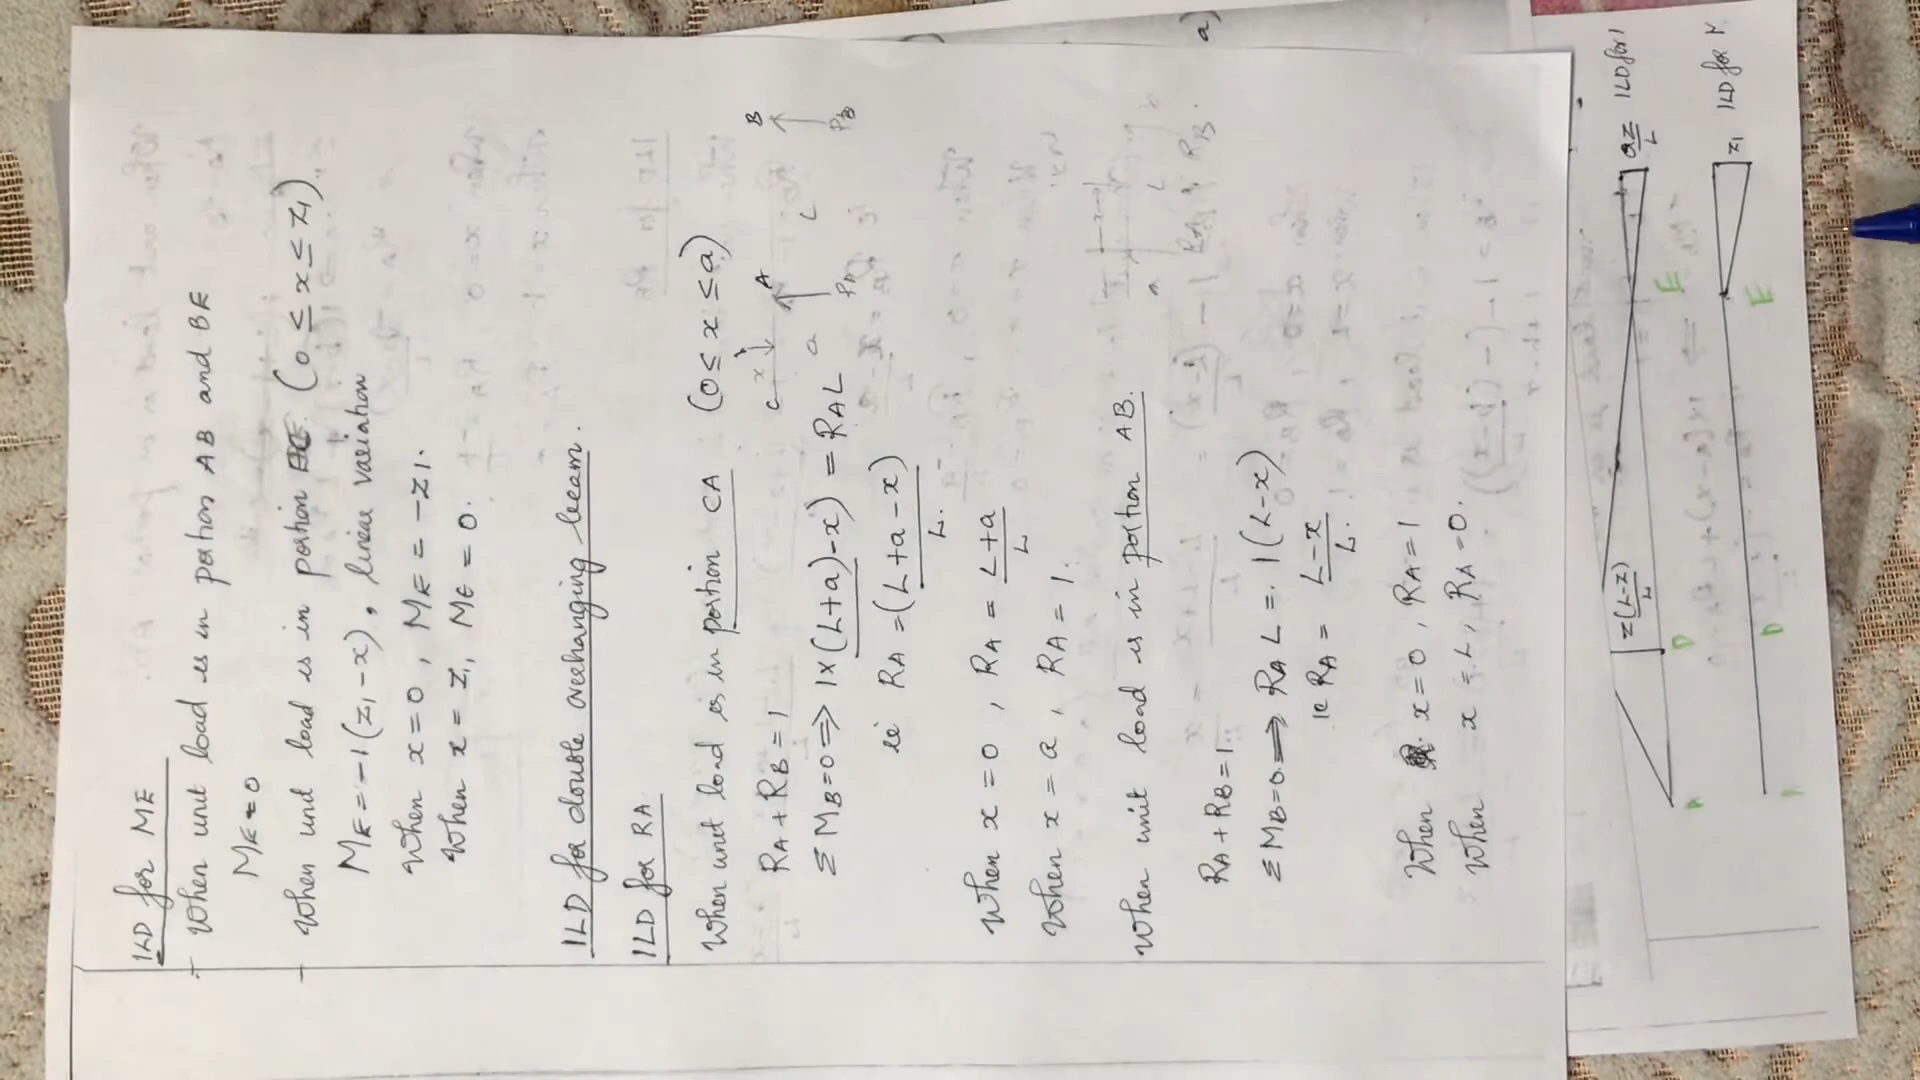 ILD for ME
- When unit load is in portion AB and BE
ME = 0
- When unit load is in portion (0 ≤ x ≤ z1)
ME = -1(z1-x), linear variation
When x=0, ME = -z1.
When x = z1, ME = 0.
ILD for double overhanging beam.
ILD for RA
When unit load is in portion CA (0 ≤ x ≤ a)
RA + RB = 1
ΣMB=0 ⇒ 1×((L+a)-x) = RAL
ie RA = (L+a-x)/L.
C x A B
a L
RA RB
When x = 0, RA = L+a/L
When x = a, RA = 1.
When unit load is in portion AB.
RA + RB = 1.
ΣMB=0 ⇒ RA L = 1(L-x)
ie RA = L-x/L.
When x=0, RA=1
When x = L, RA=0.
a)
z(L-z)/L
az/L ILD for
D E
z1 ILD for M
D E